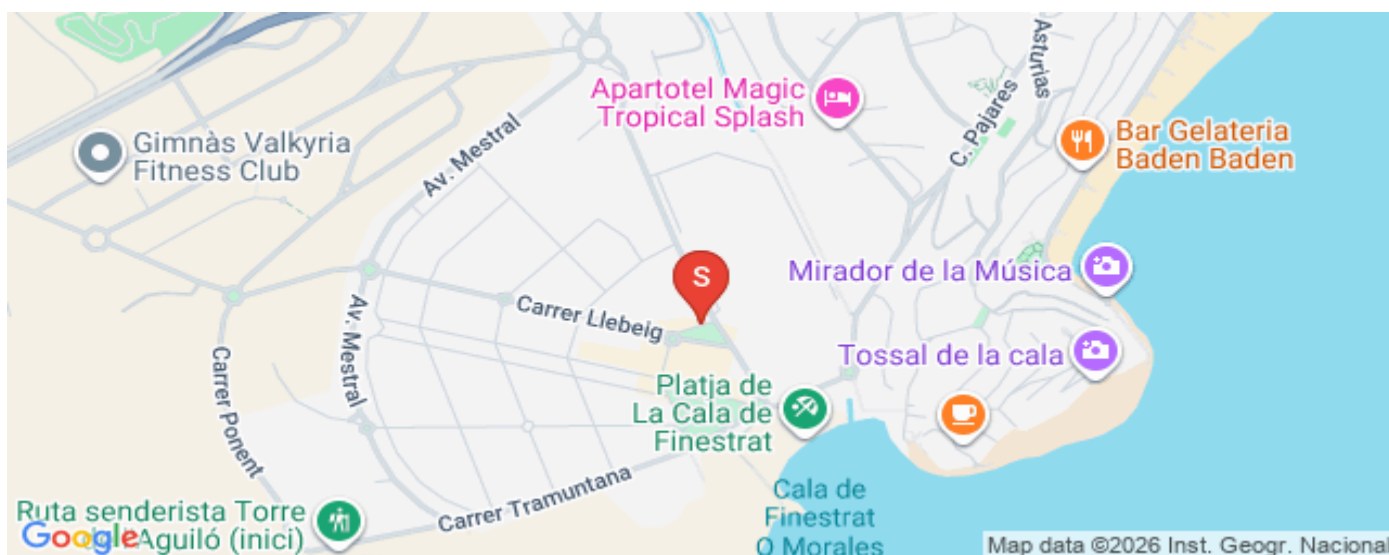 Asturias
Apartotel Magic
Tropical Splash
C. Pajares
Bar Gelateria
Baden Baden
Gimnàs Valkyria
Fitness Club
Av. Mestral
Mirador de la Música
S
Carrer Llebeig
Av. Mestral
Tossal de la cala
Carrer Ponent
Platja de
La Cala de
Finestrat
Carrer Tramuntana
Cala de
Finestrat
O Morales
Ruta senderista Torre
Aguiló (inici)
Google
Map data ©2026 Inst. Geogr. Nacional